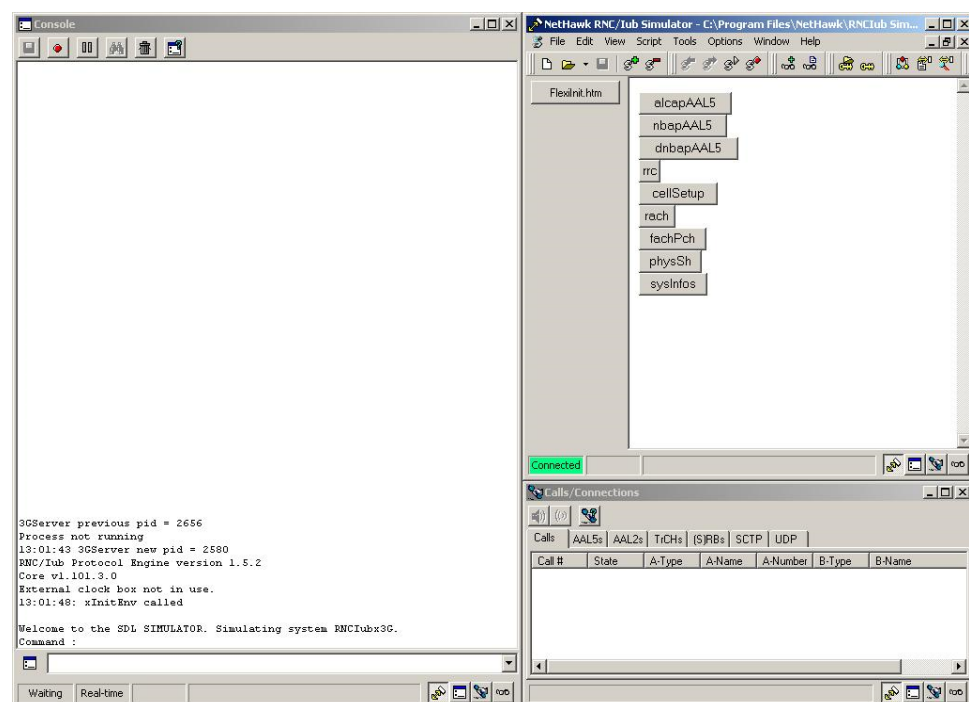 Console
3GServer previous pid = 2656
Process not running
13:01:43 3GServer new pid = 2580
RNC/Iub Protocol Engine version 1.5.2
Core v1.101.3.0
External clock box not in use.
13:01:48: xInitEnv called
Welcome to the SDL SIMULATOR. Simulating system RNCIubx3G.
Command :
Waiting Real-time
NetHawk RNC/Iub Simulator - C:\Program Files\NetHawk\RNCIub Sim...
File Edit View Script Tools Options Window Help
FlexiInit.htm
alcapAAL5
nbapAAL5
dnbapAAL5
rrc
cellSetup
rach
fachPch
physSh
sysInfos
Connected
Calls/Connections
Calls AAL5s AAL2s TrCHs (S)RBs SCTP UDP
Call # State A-Type A-Name A-Number B-Type B-Name